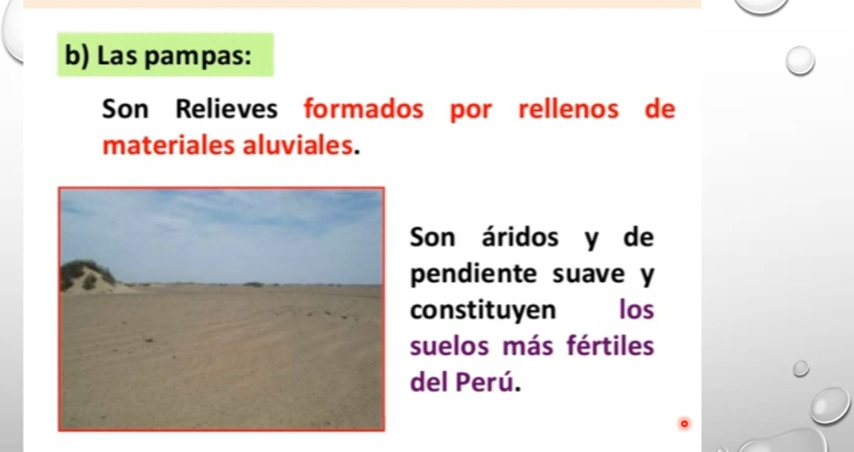 b) Las pampas:
Son Relieves formados por rellenos de
materiales aluviales.
Son áridos y de
pendiente suave y
constituyen los
suelos más fértiles
del Perú.